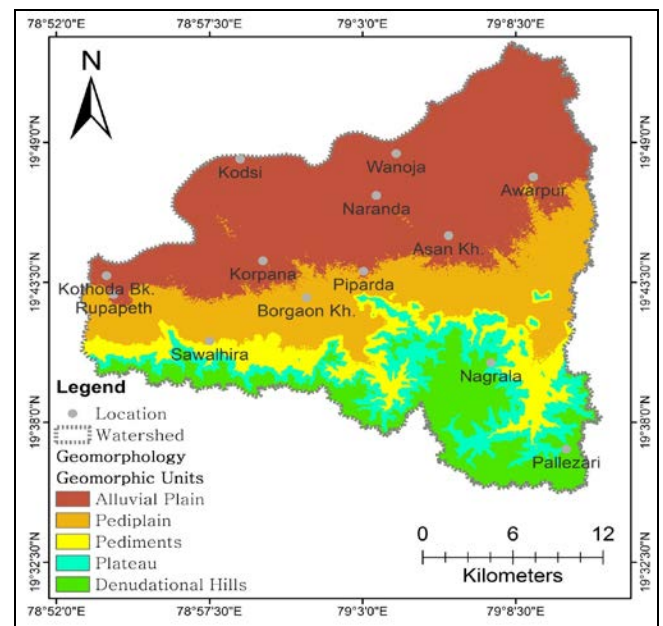 78°52'0"E 78°57'30"E 79°3'0"E 79°8'30"E
N
19°49'0"N
19°43'30"N
19°38'0"N
19°32'30"N
Kodsi
Wanoja
Awarpur
Naranda
Asan Kh.
Korpana
Piparda
Kothoda Bk.
Rupapeth
Borgaon Kh.
Sawalhira
Nagrala
Pallezari
Legend
Location
Watershed
Geomorphology
Geomorphic Units
Alluvial Plain
Pediplain
Pediments
Plateau
Denudational Hills
0 6 12
Kilometers
19°49'0"N
19°43'30"N
19°38'0"N
19°32'30"N
78°52'0"E 78°57'30"E 79°3'0"E 79°8'30"E